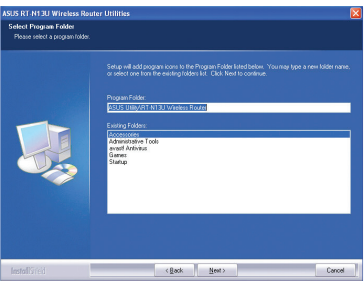 ASUS RT-N13U Wireless Router Utilities
Select Program Folder
Please select a program folder.
Setup will add program icons to the Program Folder listed below. You may type a new folder name,
or select one from the existing folders list. Click Next to continue.
Program Folder:
ASUS Utility\RT-N13U Wireless Router
Existing Folders:
Accessories
Administrative Tools
avast! Antivirus
Games
Startup
InstallShield
< Back
Next >
Cancel